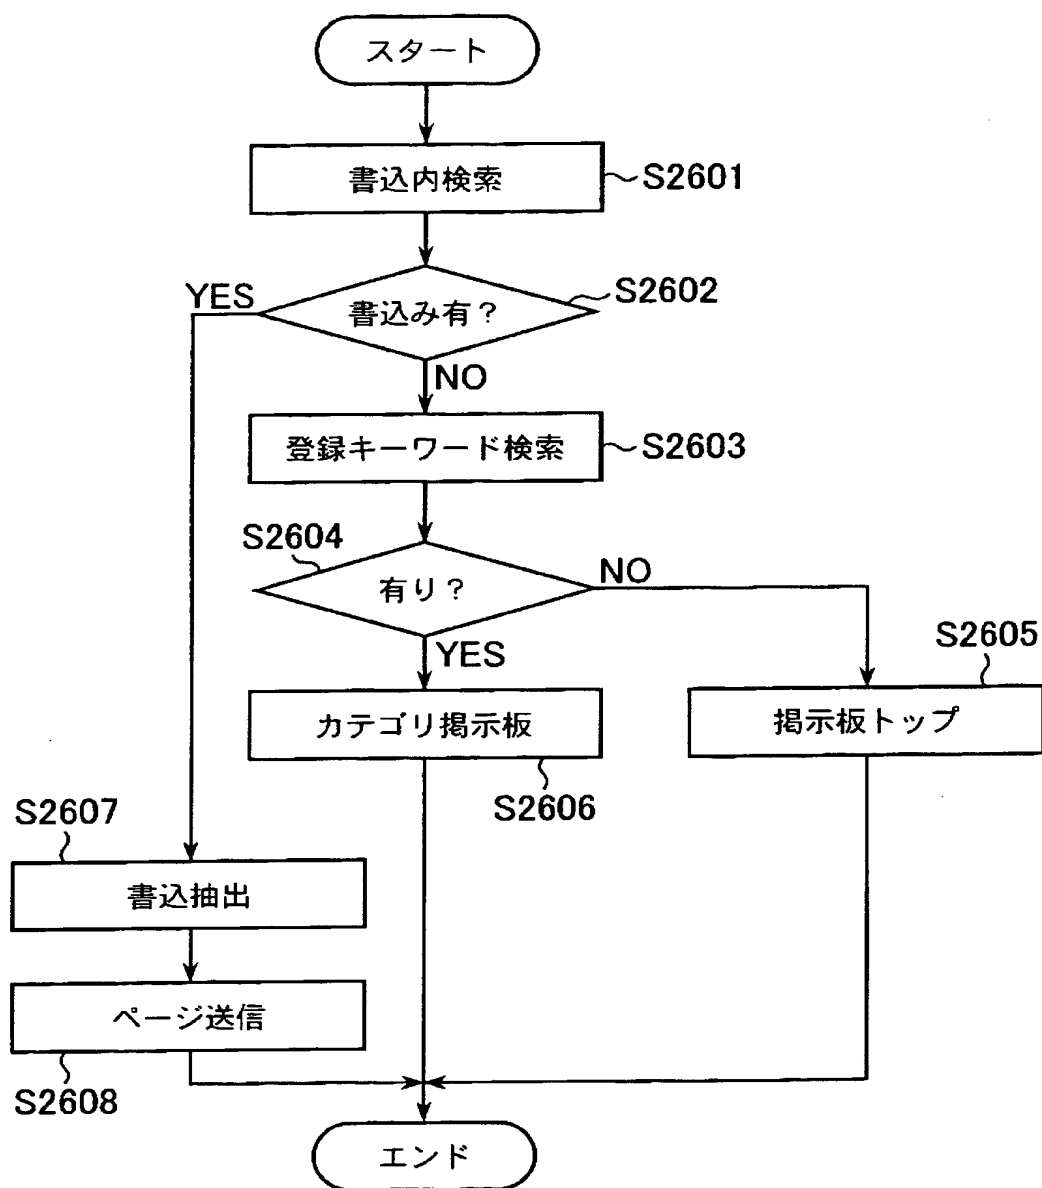 スタート
書込内検索
S2601
書込み有？
S2602
YES
NO
登録キーワード検索
S2603
S2604
有り？
NO
YES
S2605
カテゴリ掲示板
掲示板トップ
S2606
S2607
書込抽出
ページ送信
S2608
エンド